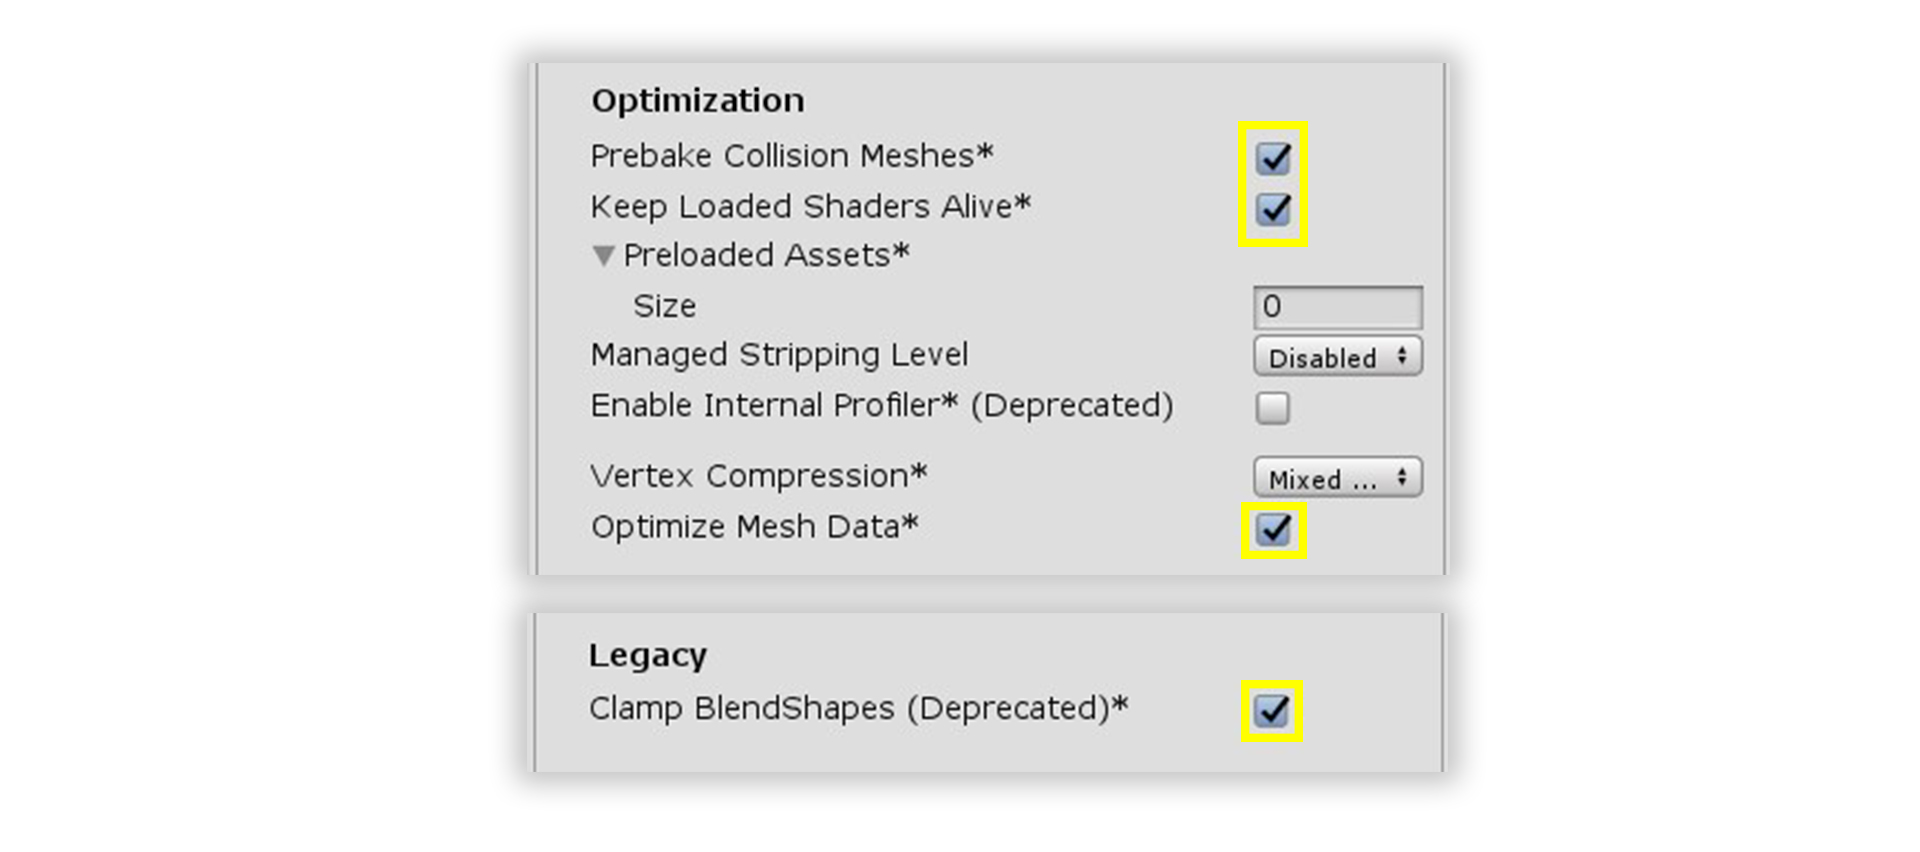 Optimization
Prebake Collision Meshes*
Keep Loaded Shaders Alive*
Preloaded Assets*
Size 0
Managed Stripping Level Disabled
Enable Internal Profiler* (Deprecated)
Vertex Compression* Mixed ...
Optimize Mesh Data*
Legacy
Clamp BlendShapes (Deprecated)*